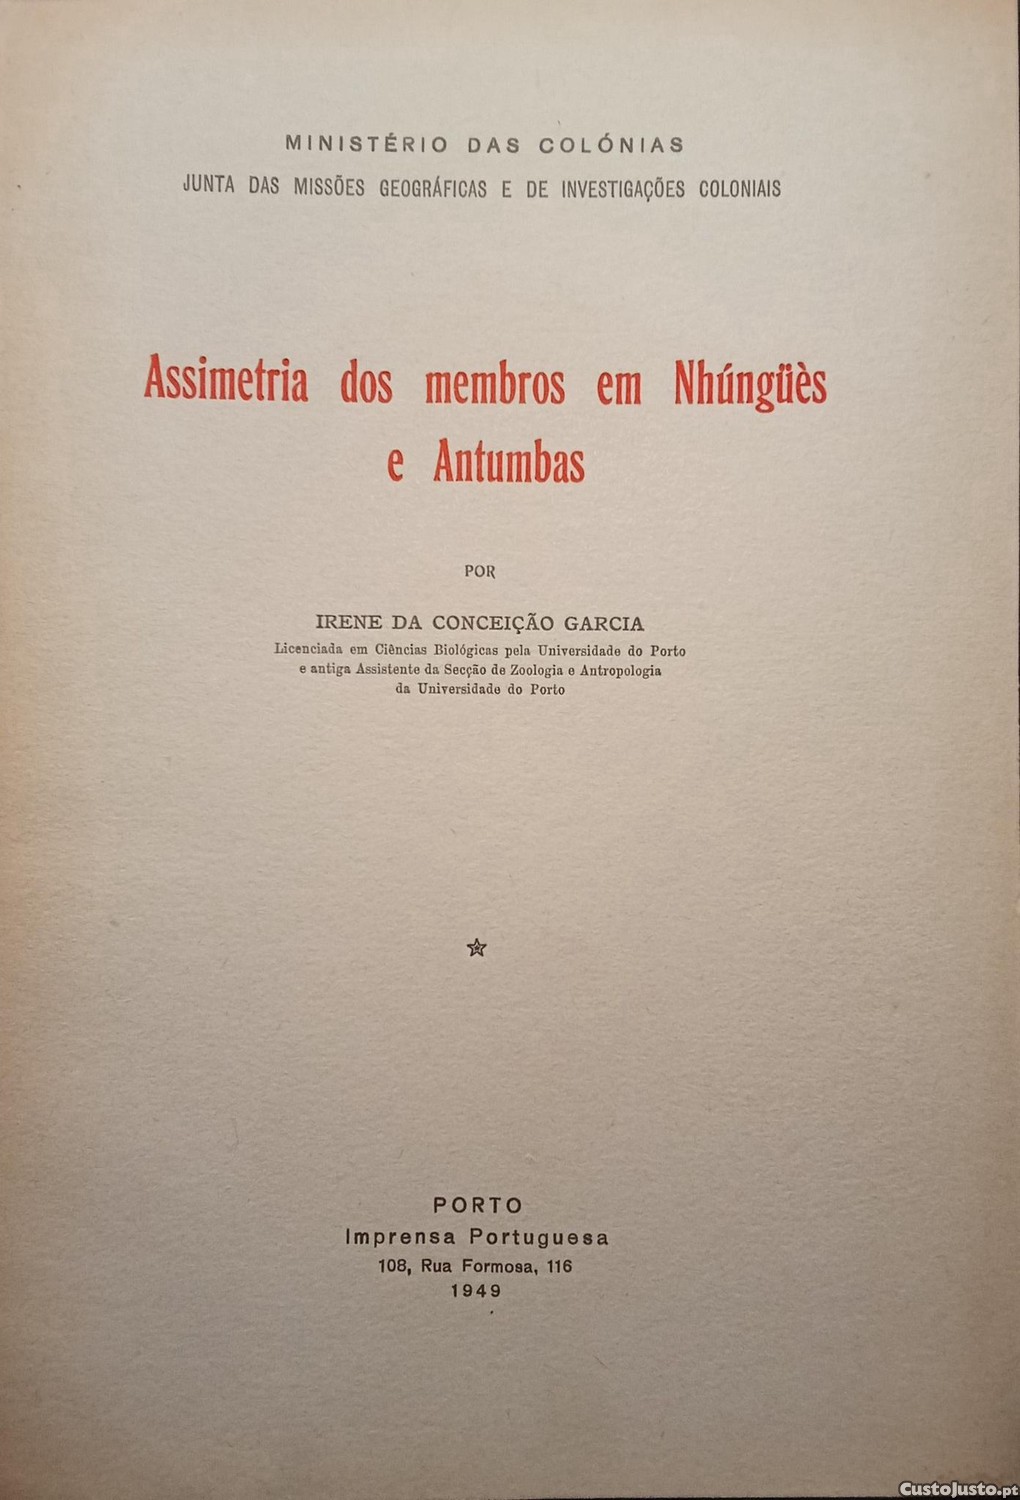 MINISTÉRIO DAS COLÓNIAS
JUNTA DAS MISSÕES GEOGRÁFICAS E DE INVESTIGAÇÕES COLONIAIS
Assimetria dos membros em Nhúngüès
e Antumbas
POR
IRENE DA CONCEIÇÃO GARCIA
Licenciada em Ciências Biológicas pela Universidade do Porto
e antiga Assistente da Secção de Zoologia e Antropologia
da Universidade do Porto
PORTO
Imprensa Portuguesa
108, Rua Formosa, 116
1949
CustoJusto.pt